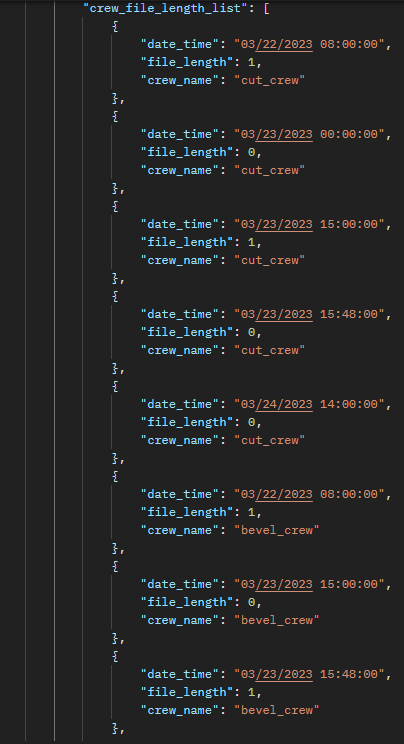 "crew_file_length_list": [
{
"date_time": "03/22/2023 08:00:00",
"file_length": 1,
"crew_name": "cut_crew"
},
{
"date_time": "03/23/2023 00:00:00",
"file_length": 0,
"crew_name": "cut_crew"
},
{
"date_time": "03/23/2023 15:00:00",
"file_length": 1,
"crew_name": "cut_crew"
},
{
"date_time": "03/23/2023 15:48:00",
"file_length": 0,
"crew_name": "cut_crew"
},
{
"date_time": "03/24/2023 14:00:00",
"file_length": 0,
"crew_name": "cut_crew"
},
{
"date_time": "03/22/2023 08:00:00",
"file_length": 1,
"crew_name": "bevel_crew"
},
{
"date_time": "03/23/2023 15:00:00",
"file_length": 0,
"crew_name": "bevel_crew"
},
{
"date_time": "03/23/2023 15:48:00",
"file_length": 1,
"crew_name": "bevel_crew"
},